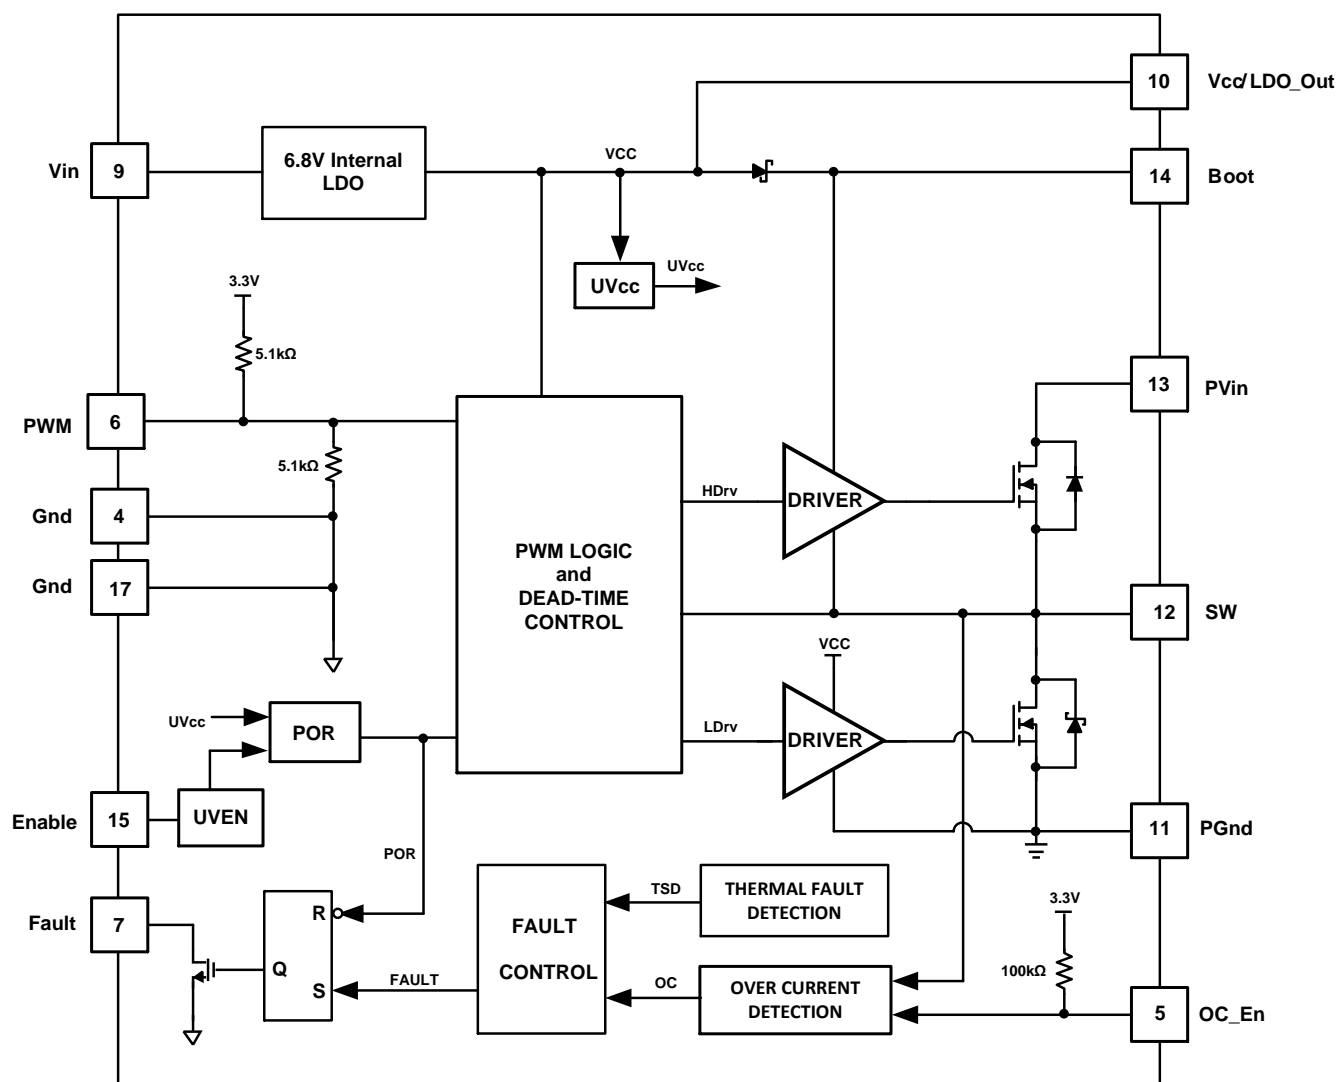 10
Vcc/LDO_Out
Vin
9
6.8V Internal
LDO
VCC
14
Boot
UVcc
UVcc
3.3V
5.1kΩ
13
PVin
PWM
6
5.1kΩ
Gnd
4
HDrv
DRIVER
PWM LOGIC
and
DEAD-TIME
CONTROL
Gnd
17
12
SW
VCC
UVcc
POR
LDrv
DRIVER
Enable
15
UVEN
11
PGnd
POR
TSD
THERMAL FAULT
DETECTION
Fault
7
R
Q
S
FAULT
FAULT
CONTROL
OC
OVER CURRENT
DETECTION
3.3V
100kΩ
5
OC_En